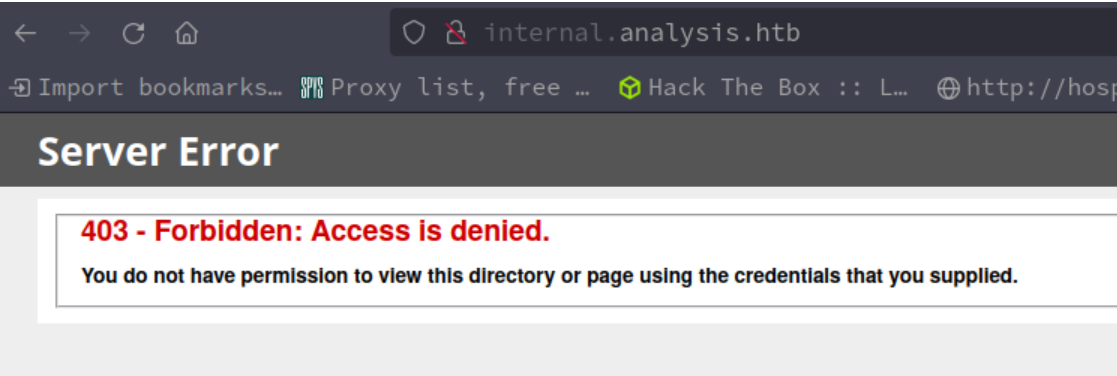 internal.analysis.htb
Import bookmarks… Proxy list, free … Hack The Box :: L… http://hosp
Server Error
403 - Forbidden: Access is denied.
You do not have permission to view this directory or page using the credentials that you supplied.